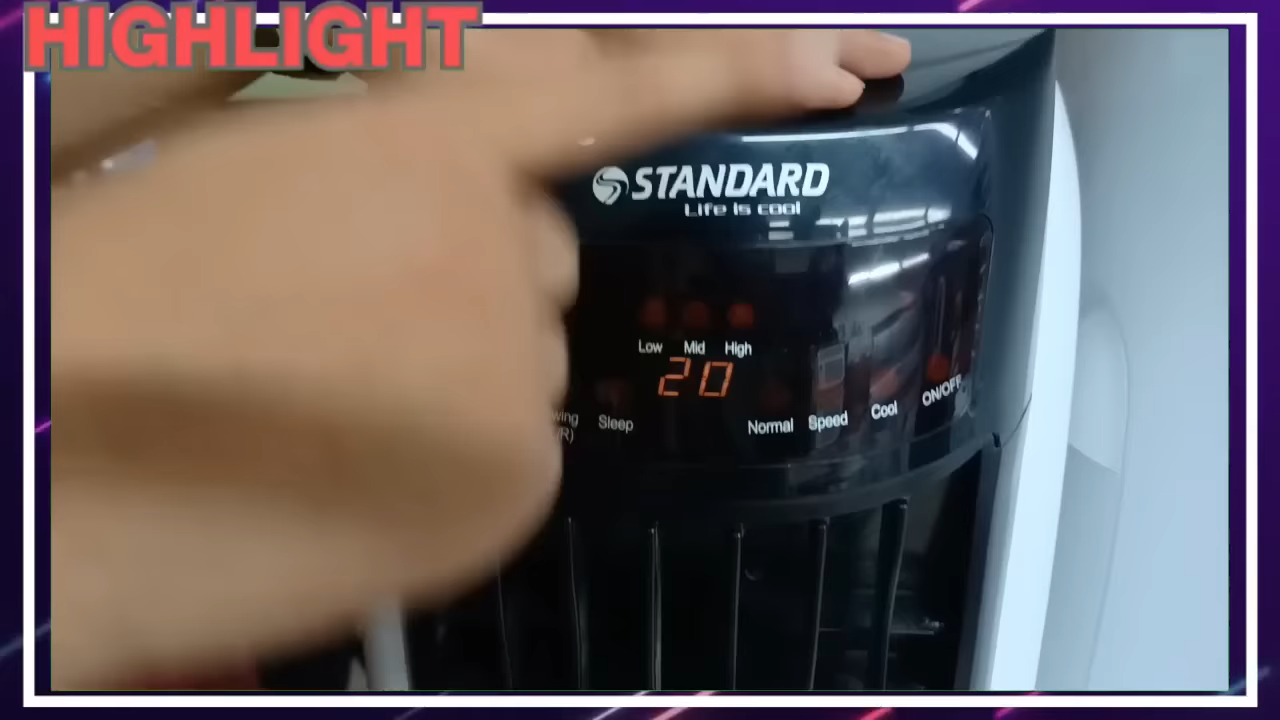 HIGHLIGHT
STANDARD
Life is cool
Low Mid High
20
Sleep Normal Speed Cool ON/OFF